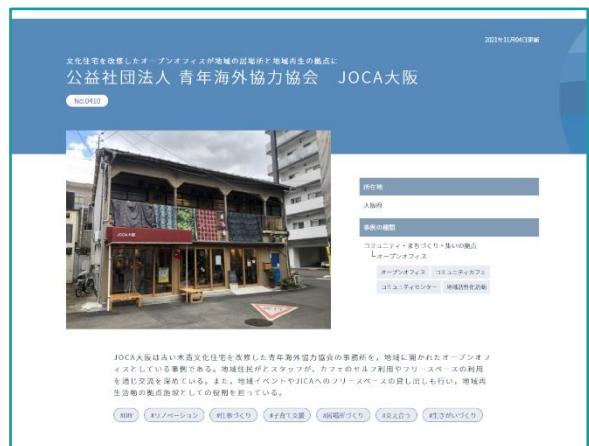 2021年11月04日更新
文化住宅を改修したオープンオフィスが地域の居場所と地域再生の拠点に
公益社団法人 青年海外協力協会　JOCA大阪
No.0410
JOCA大阪
所在地
大阪府
事例の種類
コミュニティ・まちづくり・集いの拠点
└オープンオフィス
オープンオフィス　コミュニティカフェ
コミュニティセンター　地域活性化活動
JOCA大阪は古い木造文化住宅を改修した青年海外協力協会の事務所を、地域に開かれたオープンオフ
ィスとしている事例である。地域住民がとスタッフが、カフェのセルフ利用やフリースペースの利用
を通じ交流を深めている。また、地域イベントやJICAへのフリースペースの貸し出しも行い、地域再
生活動の拠点施設としての役割を担っている。
#DIY　#リノベーション　#仕事づくり　#子育て支援　#居場所づくり　#支え合う　#生きがいづくり